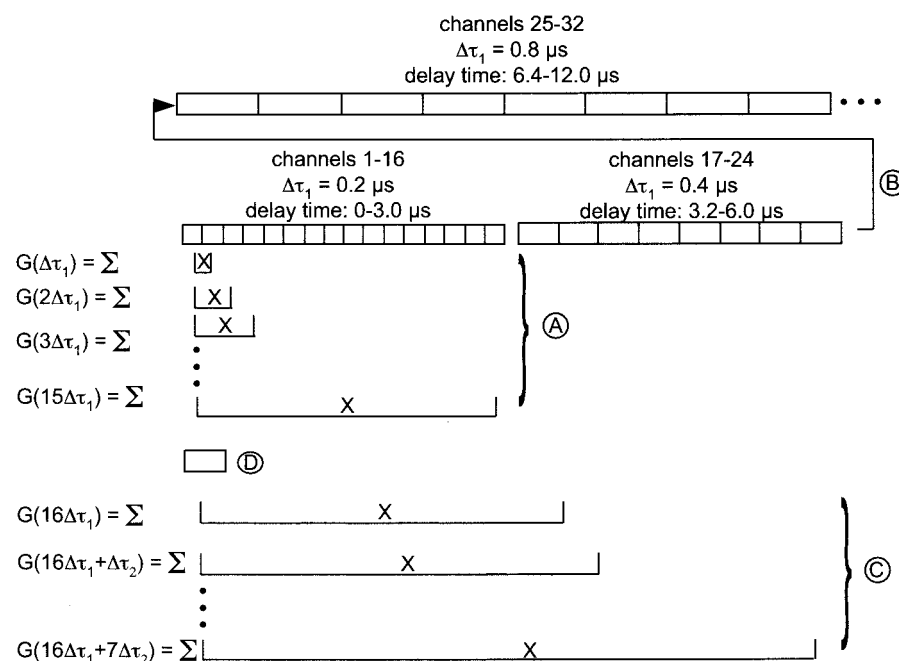 channels 25-32
Δτ₁ = 0.8 µs
delay time: 6.4-12.0 µs
channels 1-16
Δτ₁ = 0.2 µs
delay time: 0-3.0 µs
channels 17-24
Δτ₁ = 0.4 µs
delay time: 3.2-6.0 µs
Ⓑ
G(Δτ₁) = Σ X
G(2Δτ₁) = Σ X
G(3Δτ₁) = Σ X
Ⓐ
G(15Δτ₁) = Σ X
Ⓓ
G(16Δτ₁) = Σ X
G(16Δτ₁+Δτ₂) = Σ X
Ⓒ
G(16Δτ₁+7Δτ₂) = Σ X